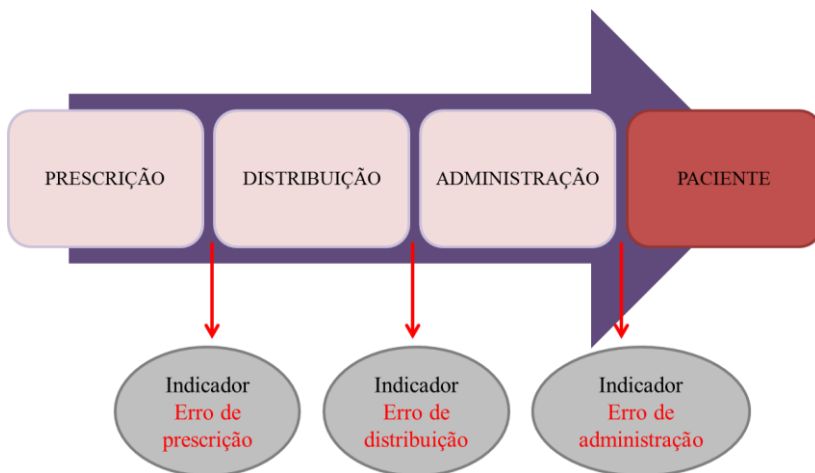 PRESCRIÇÃO
DISTRIBUIÇÃO
ADMINISTRAÇÃO
PACIENTE
Indicador
Erro de
prescrição
Indicador
Erro de
distribuição
Indicador
Erro de
administração